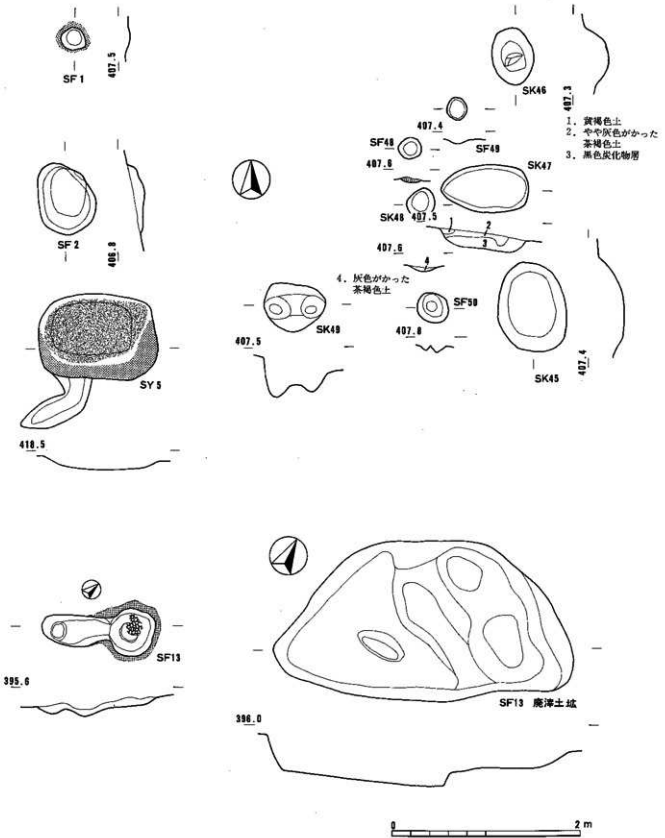 SF1
407.5
SK46
407.3
1. 黄褐色土
2. やや灰色がかった
茶褐色土
3. 黒色炭化物層
407.4
SF49
SF48
407.6
SK47
SK48
407.5
1
2
3
407.6
4
4. 灰色がかった
茶褐色土
SF2
406.8
SK49
407.5
SF50
407.8
SK45
407.4
SY5
418.5
SF13
395.6
SF13 廃滓土坑
396.0
0
2 m